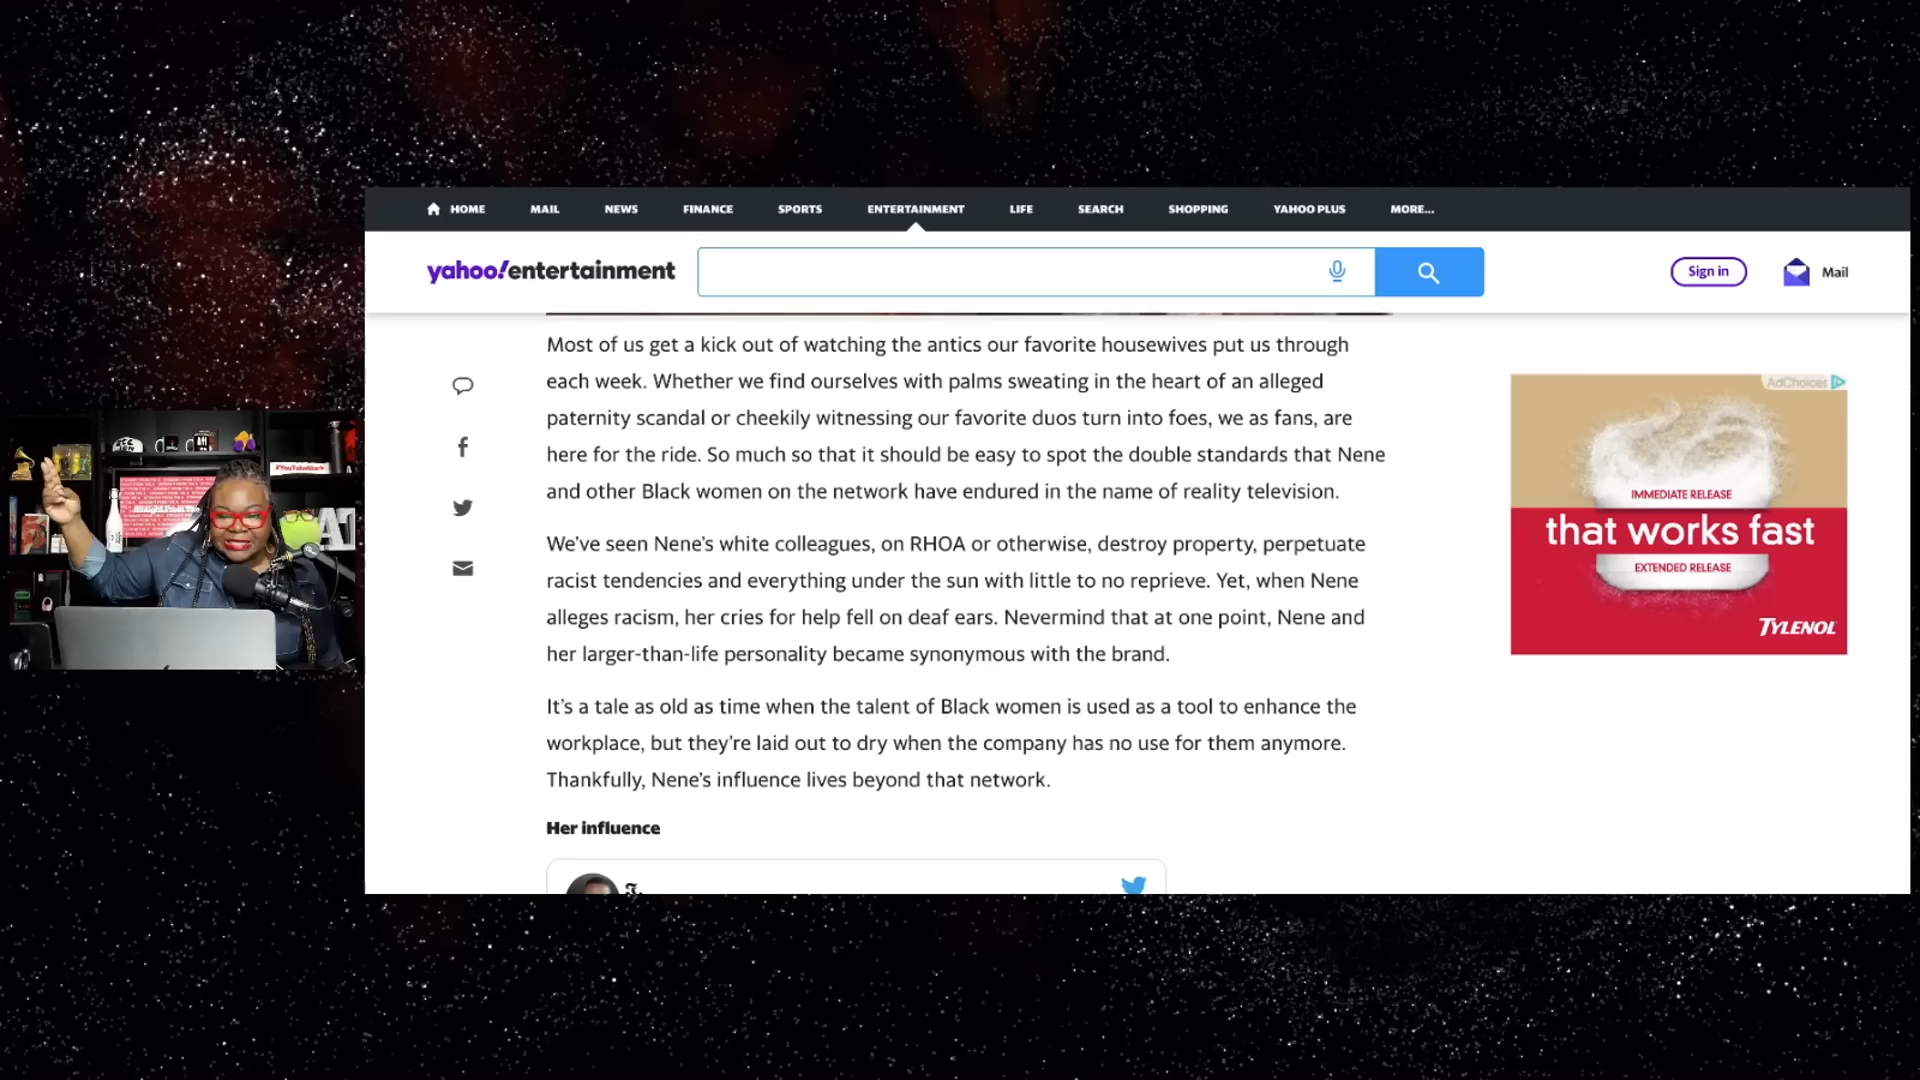 HOME MAIL NEWS FINANCE SPORTS ENTERTAINMENT LIFE SEARCH SHOPPING YAHOO PLUS MORE...
yahoo!entertainment
Sign in
Mail
Most of us get a kick out of watching the antics our favorite housewives put us through
each week. Whether we find ourselves with palms sweating in the heart of an alleged
paternity scandal or cheekily witnessing our favorite duos turn into foes, we as fans, are
here for the ride. So much so that it should be easy to spot the double standards that Nene
and other Black women on the network have endured in the name of reality television.
We’ve seen Nene’s white colleagues, on RHOA or otherwise, destroy property, perpetuate
racist tendencies and everything under the sun with little to no reprieve. Yet, when Nene
alleges racism, her cries for help fell on deaf ears. Nevermind that at one point, Nene and
her larger-than-life personality became synonymous with the brand.
It’s a tale as old as time when the talent of Black women is used as a tool to enhance the
workplace, but they’re laid out to dry when the company has no use for them anymore.
Thankfully, Nene’s influence lives beyond that network.
Her influence
AdChoices
IMMEDIATE RELEASE
that works fast
EXTENDED RELEASE
TYLENOL
#YouTubeBlack